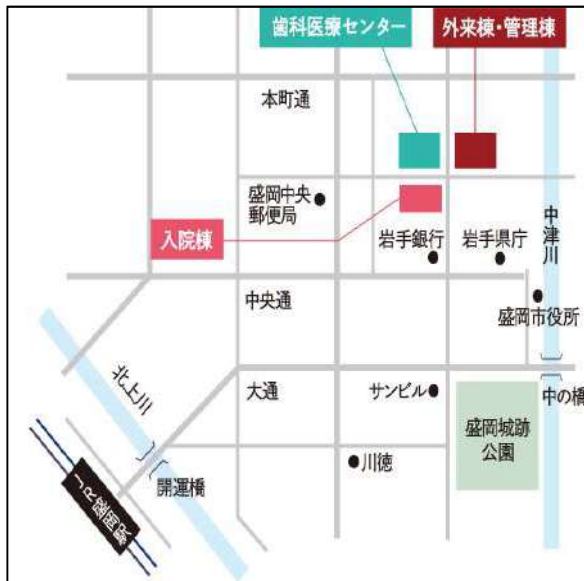 歯科医療センター
外来棟・管理棟
本町通
盛岡中央
郵便局
入院棟
岩手銀行
岩手県庁
中津川
中央通
盛岡市役所
北上川
大通
サンビル
中の橋
盛岡城跡
公園
川徳
開運橋
JR盛岡駅